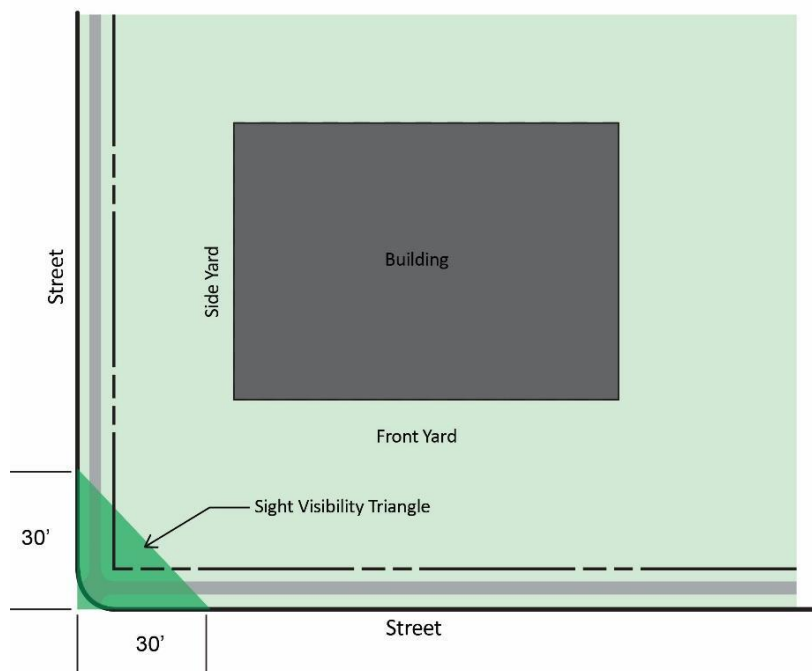 Building
Side Yard
Street
Front Yard
Sight Visibility Triangle
30’
Street
30’